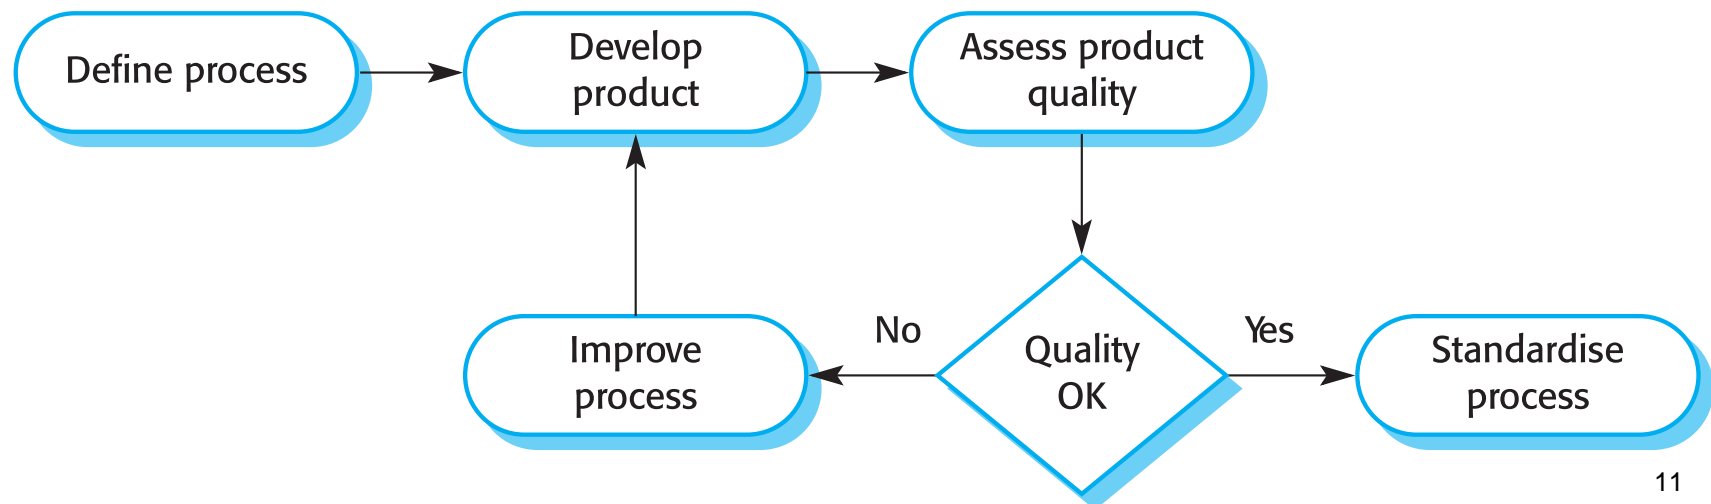 Define process
Develop
product
Assess product
quality
Improve
process
No
Quality
OK
Yes
Standardise
process
11